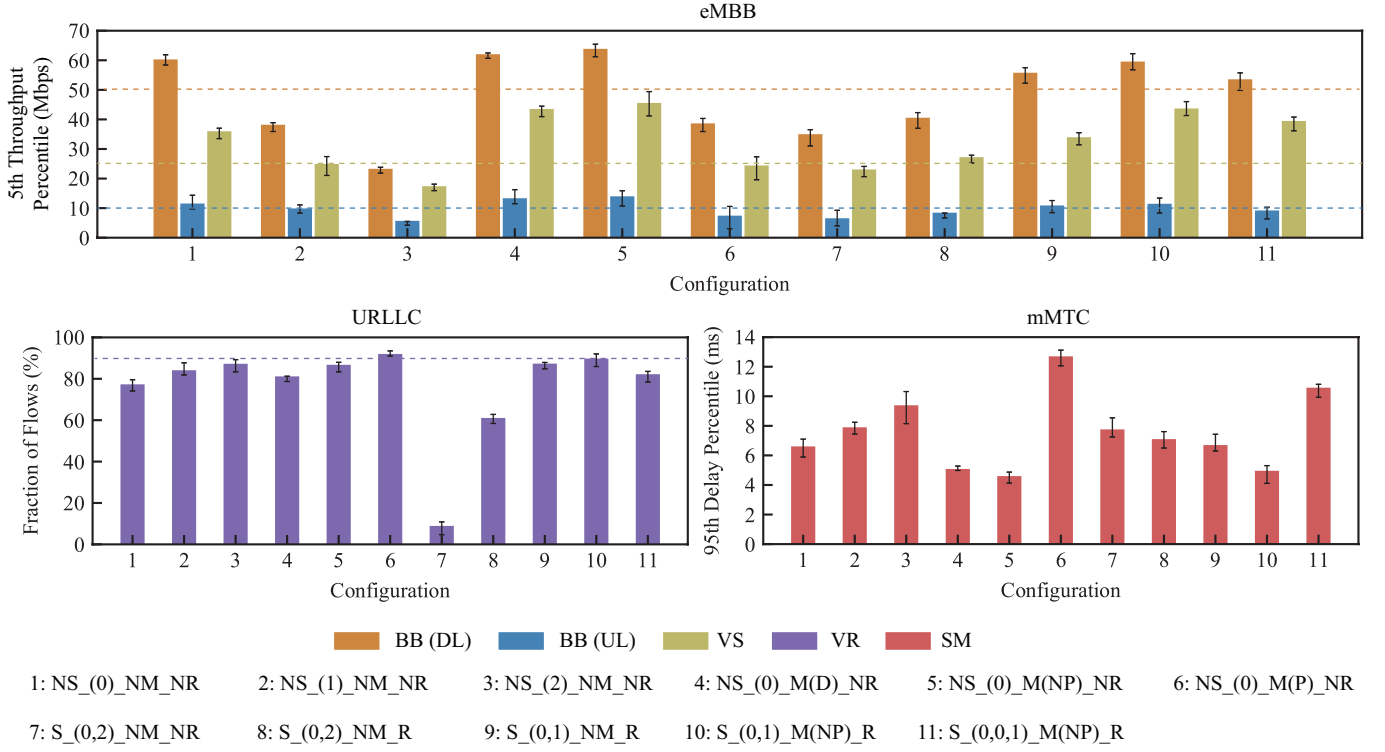 eMBB
5th Throughput
Percentile (Mbps)
70
60
50
40
30
20
10
0
1 2 3 4 5 6 7 8 9 10 11
Configuration
URLLC
Fraction of Flows (%)
100
80
60
40
20
0
1 2 3 4 5 6 7 8 9 10 11
Configuration
mMTC
95th Delay Percentile (ms)
14
12
10
8
6
4
2
0
1 2 3 4 5 6 7 8 9 10 11
Configuration
BB (DL) BB (UL) VS VR SM
1: NS_(0)_NM_NR 2: NS_(1)_NM_NR 3: NS_(2)_NM_NR 4: NS_(0)_M(D)_NR 5: NS_(0)_M(NP)_NR 6: NS_(0)_M(P)_NR
7: S_(0,2)_NM_NR 8: S_(0,2)_NM_R 9: S_(0,1)_NM_R 10: S_(0,1)_M(NP)_R 11: S_(0,0,1)_M(NP)_R